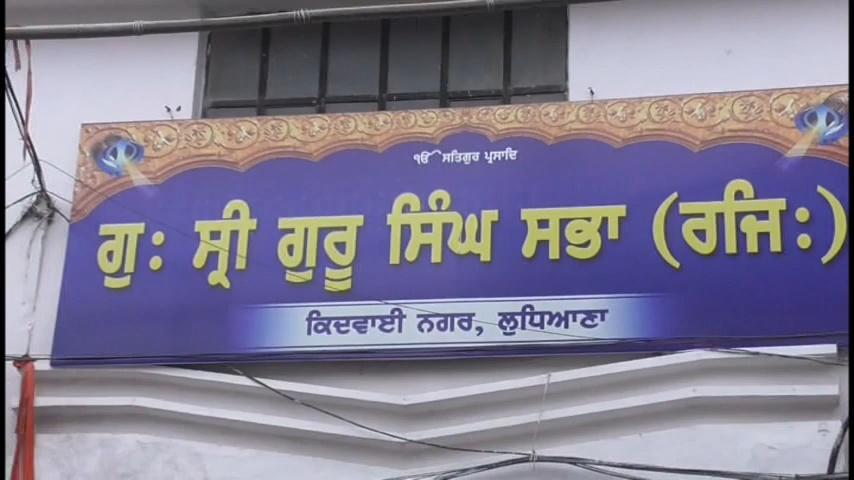 ੴ ਸਤਿਗੁਰ ਪ੍ਰਸਾਦਿ
ਗੁਃ ਸ੍ਰੀ ਗੁਰੂ ਸਿੰਘ ਸਭਾ (ਰਜਿਃ)
ਕਿਦਵਾਈ ਨਗਰ, ਲੁਧਿਆਣਾ